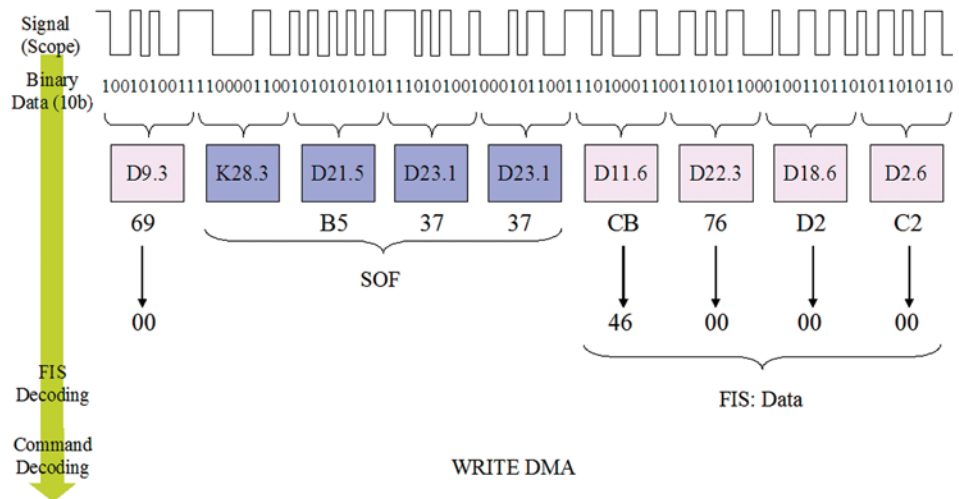 Signal
(Scope)
Binary
Data (10b)
100101001111000011001010101010111010100100010110011101000110011010110001001101101011010110
D9.3 K28.3 D21.5 D23.1 D23.1 D11.6 D22.3 D18.6 D2.6
69 B5 37 37 CB 76 D2 C2
SOF
00 46 00 00 00
FIS
Decoding
FIS: Data
Command
Decoding
WRITE DMA